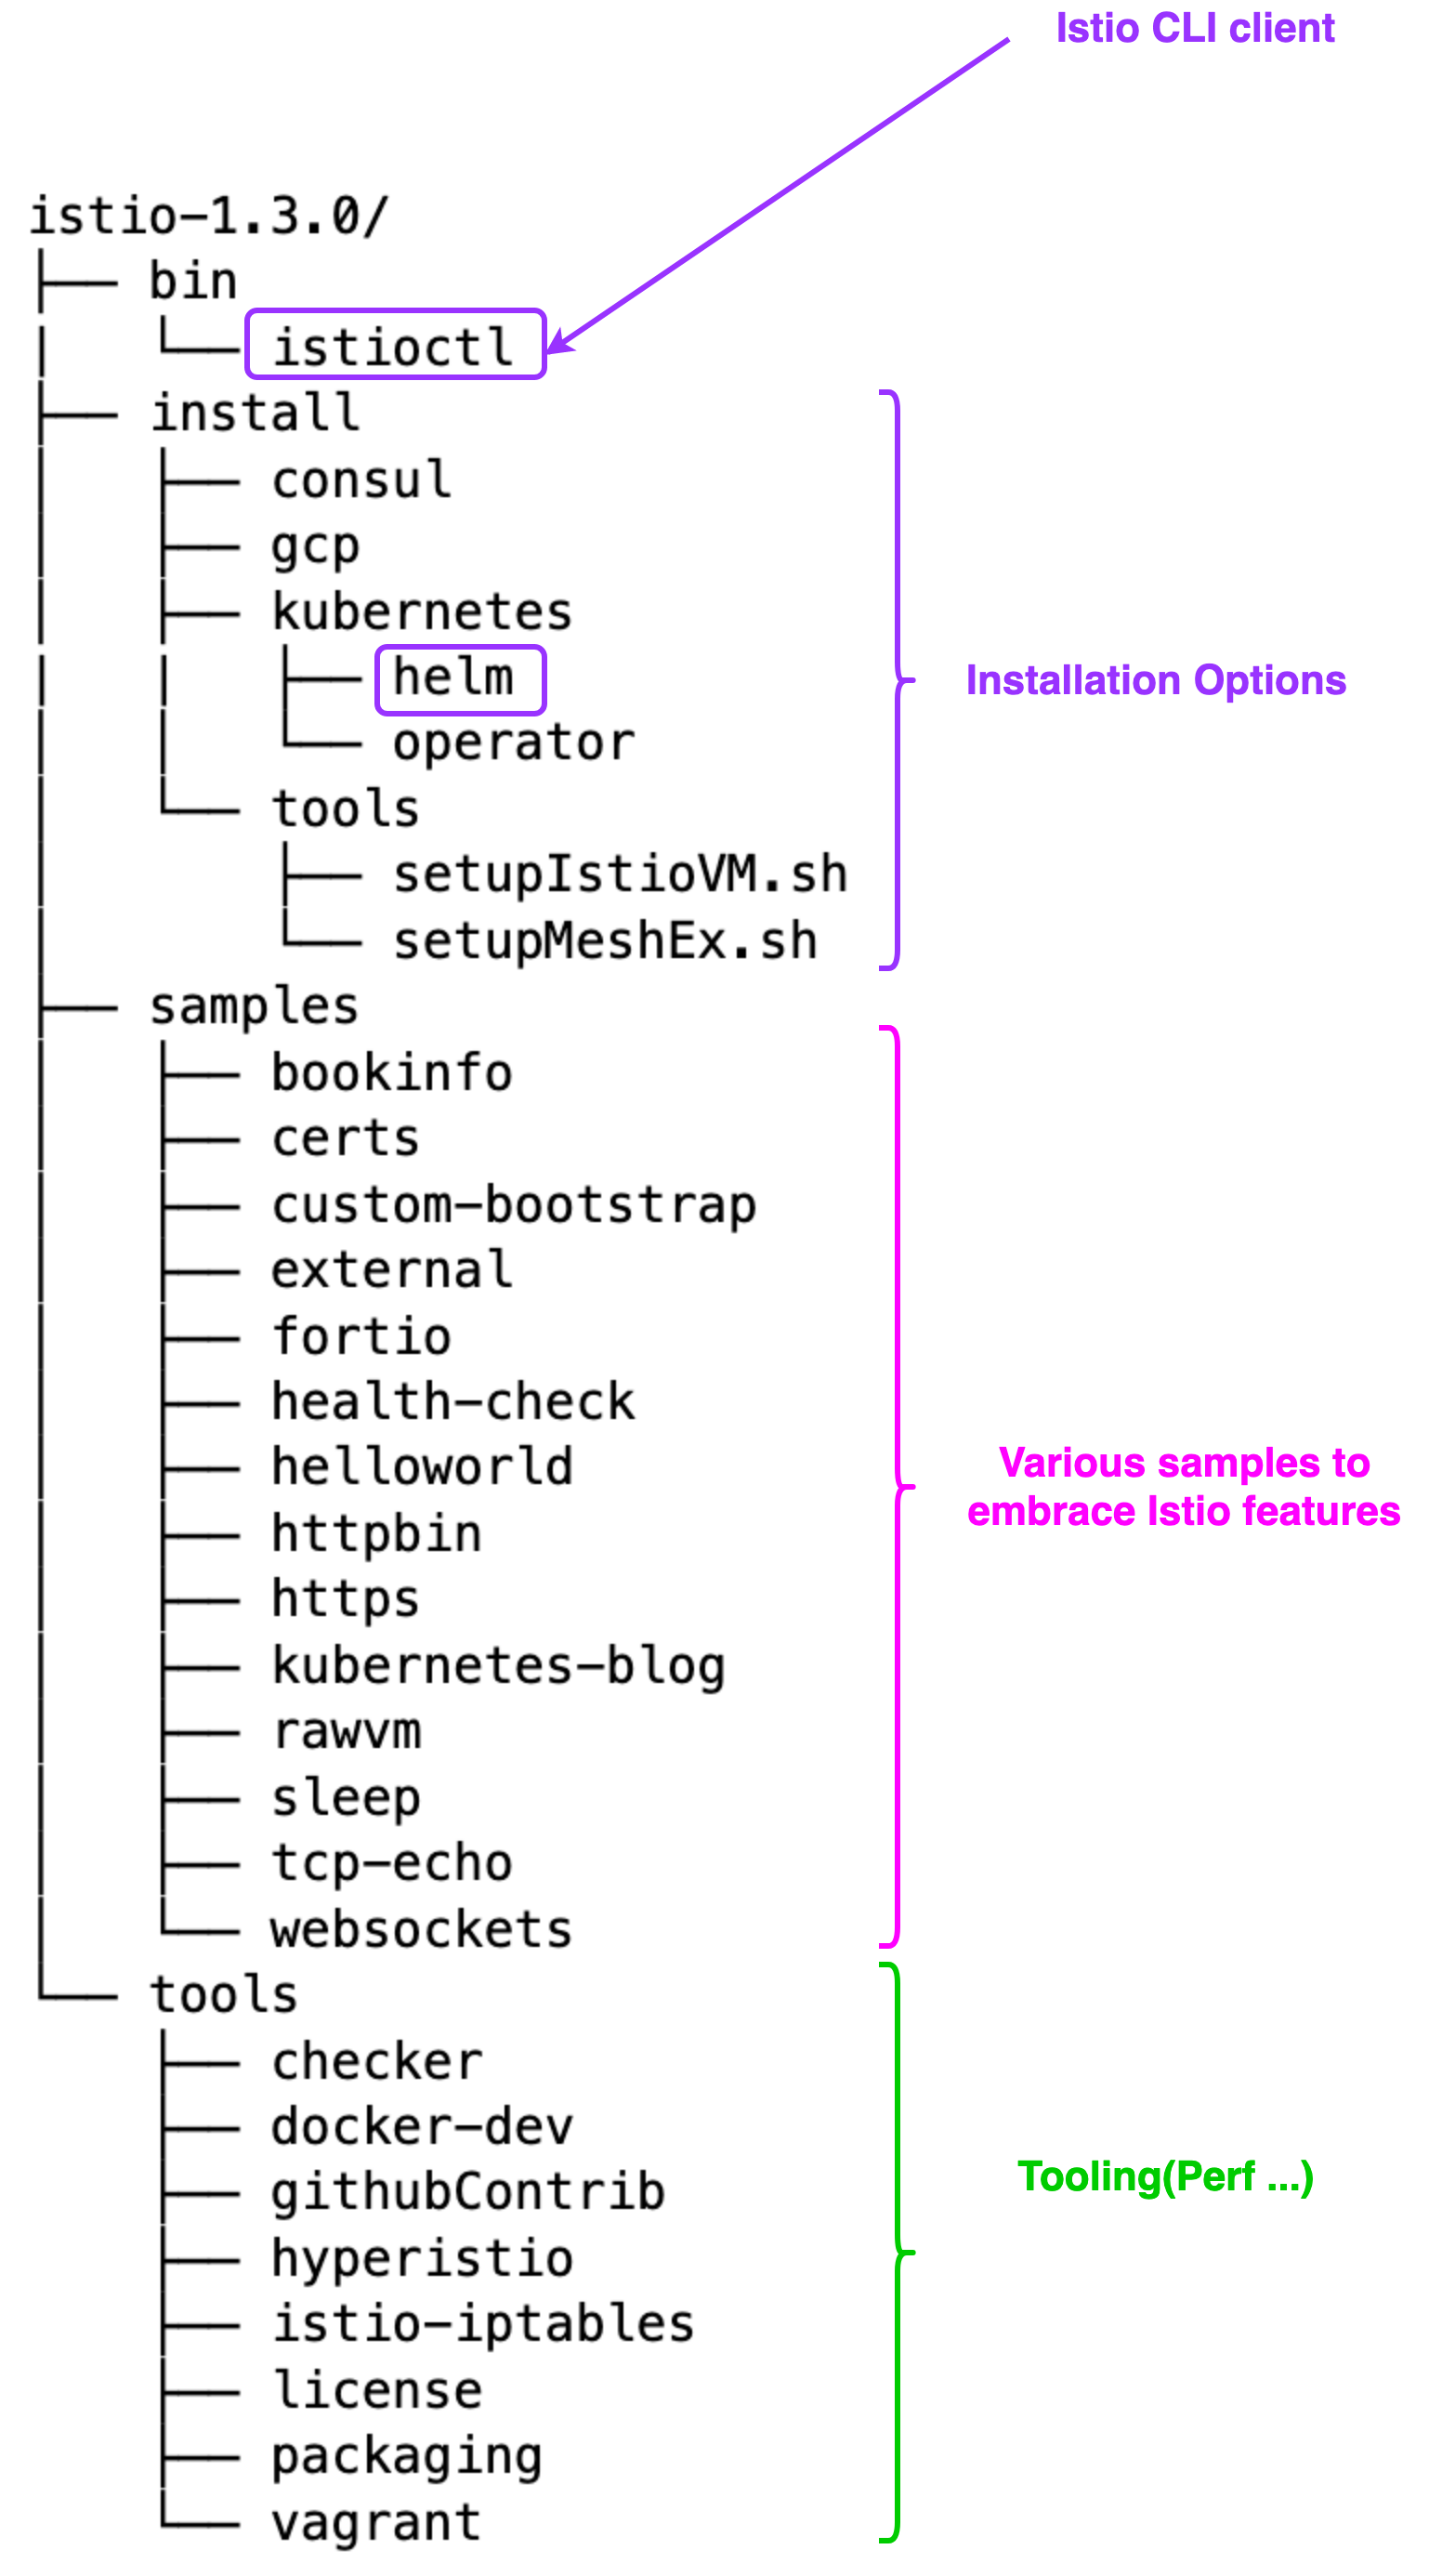 Istio CLI client
istio-1.3.0/
├── bin
│   └── istioctl
├── install
│   ├── consul
│   ├── gcp
│   ├── kubernetes
│   │   ├── helm
│   │   └── operator
│   └── tools
│       ├── setupIstioVM.sh
│       └── setupMeshEx.sh
Installation Options
├── samples
│   ├── bookinfo
│   ├── certs
│   ├── custom-bootstrap
│   ├── external
│   ├── fortio
│   ├── health-check
│   ├── helloworld
│   ├── httpbin
│   ├── https
│   ├── kubernetes-blog
│   ├── rawvm
│   ├── sleep
│   ├── tcp-echo
│   └── websockets
Various samples to
embrace Istio features
└── tools
    ├── checker
    ├── docker-dev
    ├── githubContrib
    ├── hyperistio
    ├── istio-iptables
    ├── license
    ├── packaging
    └── vagrant
Tooling(Perf ...)